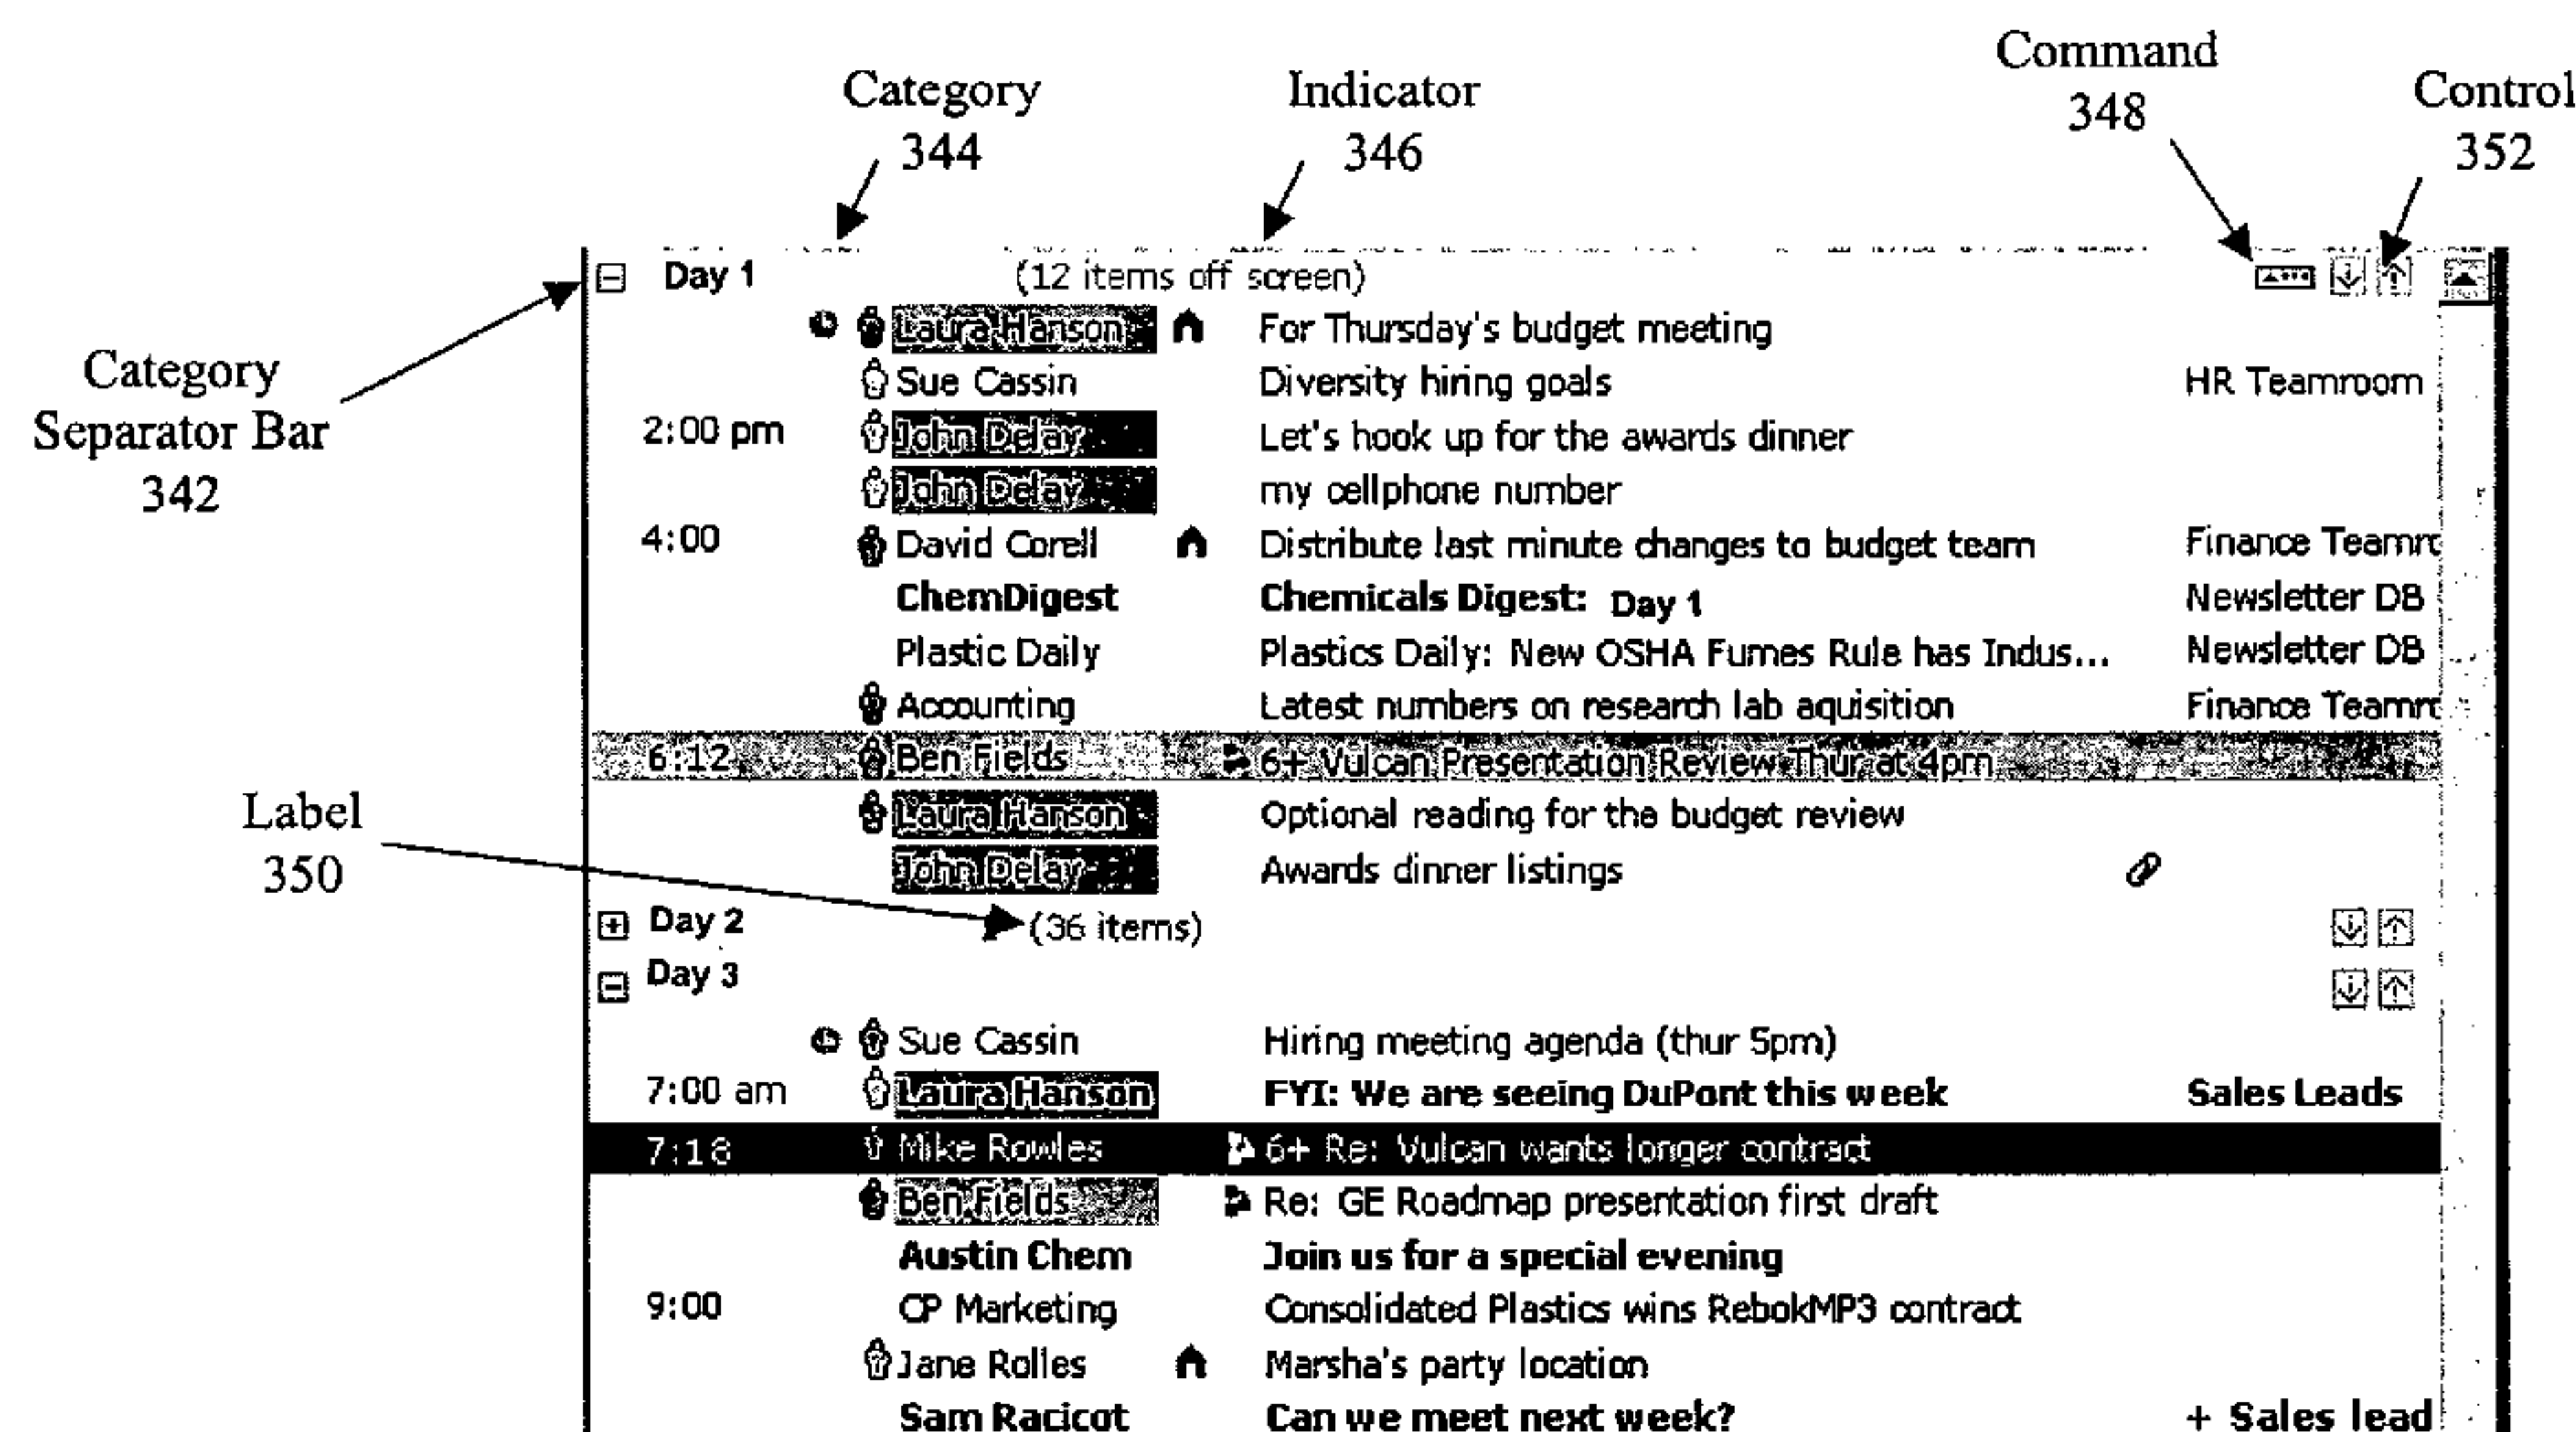 Command
348
Category
344
Indicator
346
Control
352
Day 1 (12 items off screen)
Laura Hanson For Thursday's budget meeting
Sue Cassin Diversity hiring goals HR Teamroom
2:00 pm John Delay Let's hook up for the awards dinner
John Delay my cellphone number
4:00 David Corell Distribute last minute changes to budget team Finance Teamr
ChemDigest Chemicals Digest: Day 1 Newsletter DB
Plastic Daily Plastics Daily: New OSHA Fumes Rule has Indus... Newsletter DB
Accounting Latest numbers on research lab aquisition Finance Teamr
6:12 Ben Fields 6+ Vulcan Presentation Review Thur at 4pm
Laura Hanson Optional reading for the budget review
John Delay Awards dinner listings
Day 2 (36 items)
Day 3
Sue Cassin Hiring meeting agenda (thur 5pm)
7:00 am Laura Hanson FYI: We are seeing DuPont this week Sales Leads
7:18 Mike Rowles 6+ Re: Vulcan wants longer contract
Ben Fields Re: GE Roadmap presentation first draft
Austin Chem Join us for a special evening
9:00 CP Marketing Consolidated Plastics wins RebokMP3 contract
Jane Rolles Marsha's party location
Sam Racicot Can we meet next week? + Sales lead
Category
Separator Bar
342
Label
350